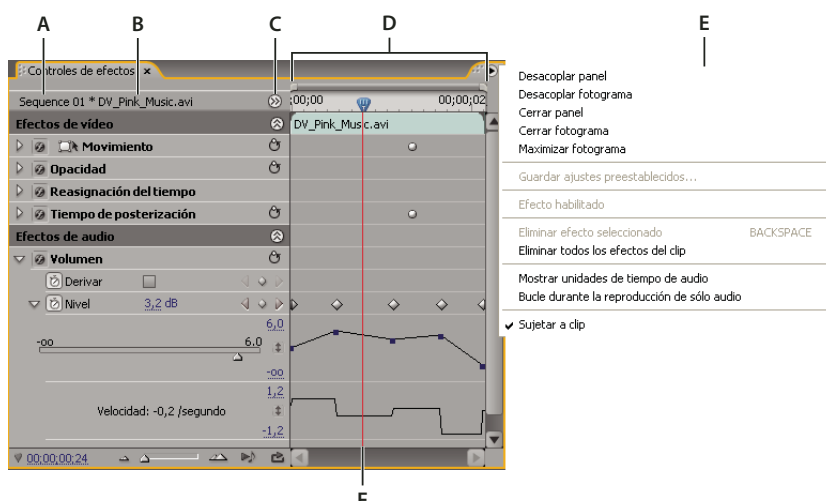 A B C D E
Controles de efectos x
Sequence 01 * DV_Pink_Music.avi
;00;00 00;00;02
Efectos de vídeo
DV_Pink_Music.avi
Movimiento
Opacidad
Reasignación del tiempo
Tiempo de posterización
Efectos de audio
Volumen
Derivar
Nivel 3,2 dB
6,0
-oo 6.0
-oo
1,2
Velocidad: -0,2 /segundo
-1,2
00;00;00;24
Desacoplar panel
Desacoplar fotograma
Cerrar panel
Cerrar fotograma
Maximizar fotograma
Guardar ajustes preestablecidos...
Efecto habilitado
Eliminar efecto seleccionado BACKSPACE
Eliminar todos los efectos del clip
Mostrar unidades de tiempo de audio
Bucle durante la reproducción de sólo audio
Sujetar a clip